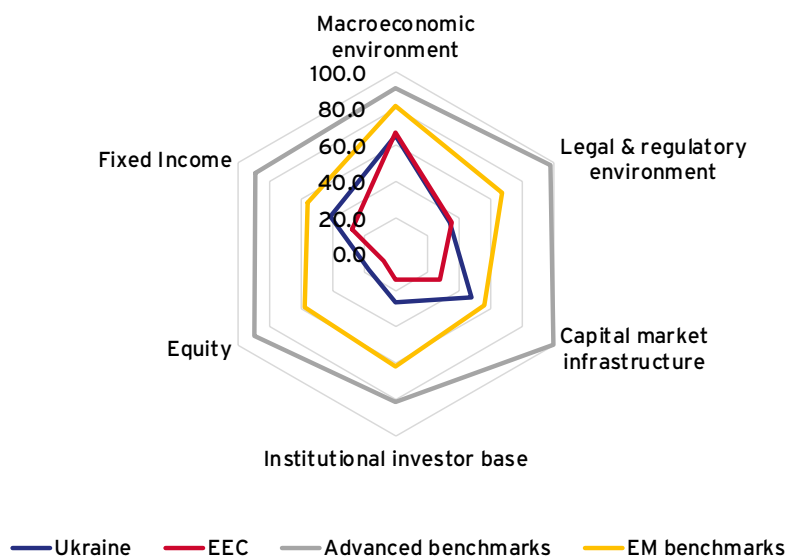 Macroeconomic
environment
100.0
80.0
60.0
40.0
20.0
0.0
Fixed Income
Legal & regulatory
environment
Equity
Capital market
infrastructure
Institutional investor base
Ukraine EEC Advanced benchmarks EM benchmarks